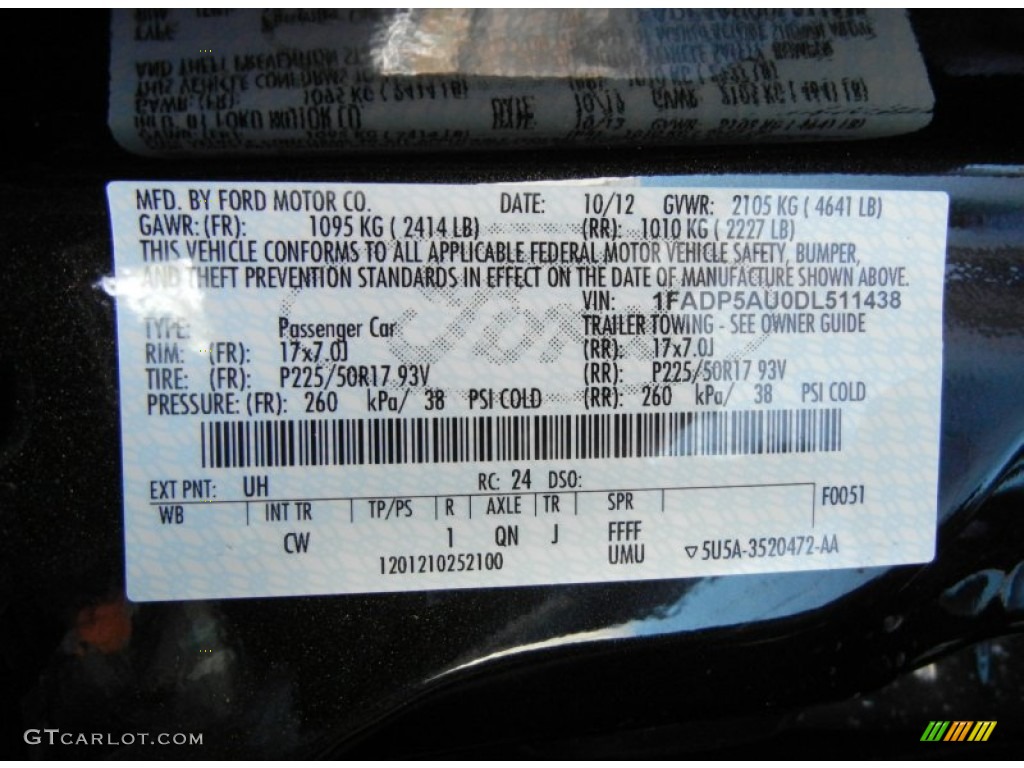 MFD. BY FORD MOTOR CO. DATE: 10/12 GVWR: 2105 KG ( 4641 LB)
GAWR: (FR): 1095 KG ( 2414 LB) (RR): 1010 KG ( 2227 LB)
THIS VEHICLE CONFORMS TO ALL APPLICABLE FEDERAL MOTOR VEHICLE SAFETY, BUMPER,
AND THEFT PREVENTION STANDARDS IN EFFECT ON THE DATE OF MANUFACTURE SHOWN ABOVE.
VIN: 1FADP5AU0DL511438
TYPE: Passenger Car TRAILER TOWING - SEE OWNER GUIDE
RIM: (FR): 17x7.0J (RR): 17x7.0J
TIRE: (FR): P225/50R17 93V (RR): P225/50R17 93V
PRESSURE: (FR): 260 kPa/ 38 PSI COLD (RR): 260 kPa/ 38 PSI COLD
EXT PNT: UH RC: 24 DSO: F0051
WB INT TR TP/PS R AXLE TR SPR
CW 1 QN J FFFF
UMU
1201210252100 ▽5U5A-3520472-AA
GTCARLOT.COM